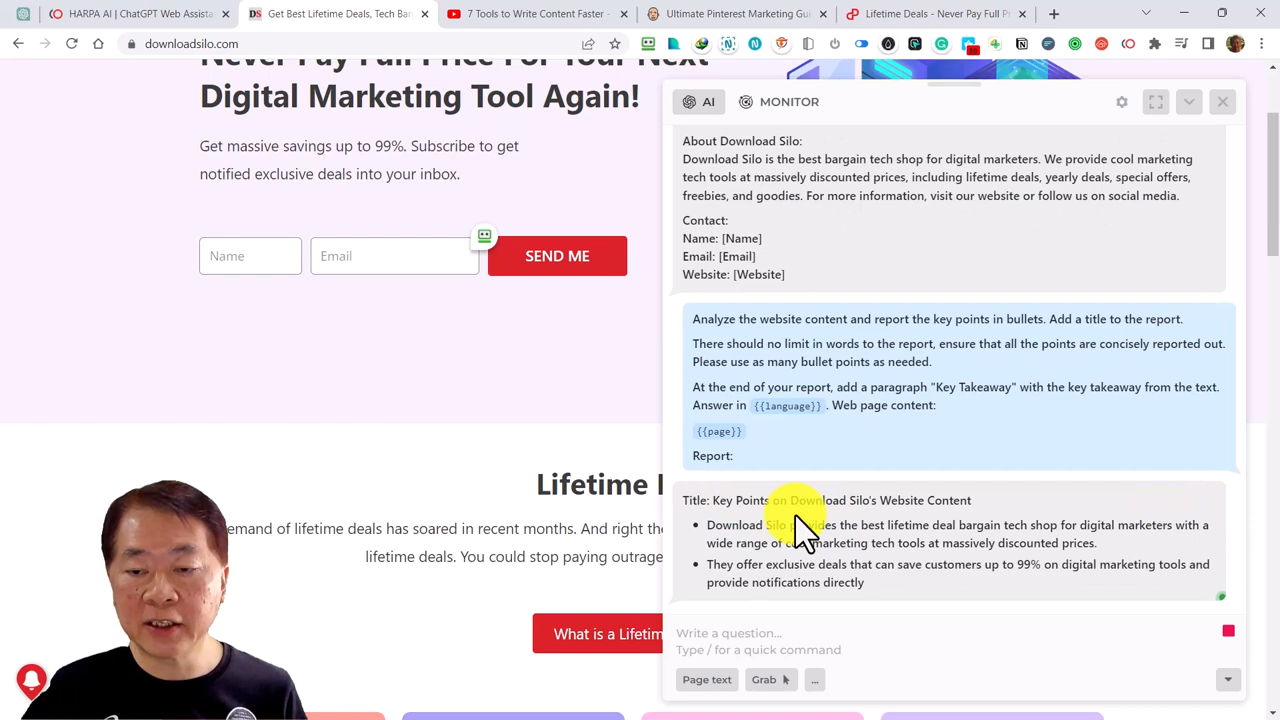 HARPA AI | ChatGPT Web Assista
Get Best Lifetime Deals, Tech Bar
7 Tools to Write Content Faster -
Ultimate Pinterest Marketing Gui
Lifetime Deals - Never Pay Full P
downloadsilo.com
Never Pay Full Price For Your Next
Digital Marketing Tool Again!
Get massive savings up to 99%. Subscribe to get
notified exclusive deals into your inbox.
Name
Email
SEND ME
Lifetime
emand of lifetime deals has soared in recent months. And right the
lifetime deals. You could stop paying outrage
What is a Lifetim
AI
MONITOR
About Download Silo:
Download Silo is the best bargain tech shop for digital marketers. We provide cool marketing
tech tools at massively discounted prices, including lifetime deals, yearly deals, special offers,
freebies, and goodies. For more information, visit our website or follow us on social media.
Contact:
Name: [Name]
Email: [Email]
Website: [Website]
Analyze the website content and report the key points in bullets. Add a title to the report.
There should no limit in words to the report, ensure that all the points are concisely reported out.
Please use as many bullet points as needed.
At the end of your report, add a paragraph "Key Takeaway" with the key takeaway from the text.
Answer in {{language}}. Web page content:
{{page}}
Report:
Title: Key Points on Download Silo's Website Content
• Download Silo provides the best lifetime deal bargain tech shop for digital marketers with a
wide range of cool marketing tech tools at massively discounted prices.
• They offer exclusive deals that can save customers up to 99% on digital marketing tools and
provide notifications directly
Write a question...
Type / for a quick command
Page text
Grab
...